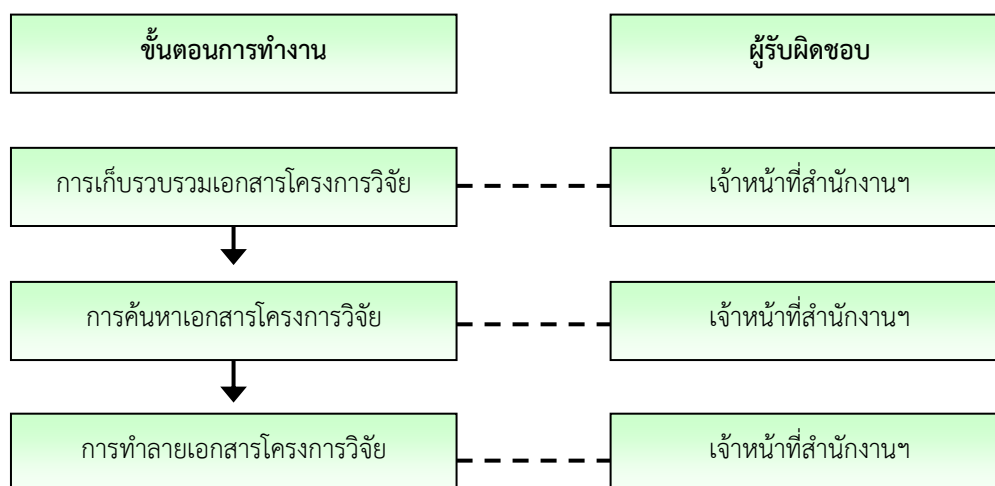 ขั้นตอนการทำงาน
ผู้รับผิดชอบ
การเก็บรวบรวมเอกสารโครงการวิจัย
เจ้าหน้าที่สำนักงานฯ
การค้นหาเอกสารโครงการวิจัย
เจ้าหน้าที่สำนักงานฯ
การทำลายเอกสารโครงการวิจัย
เจ้าหน้าที่สำนักงานฯ